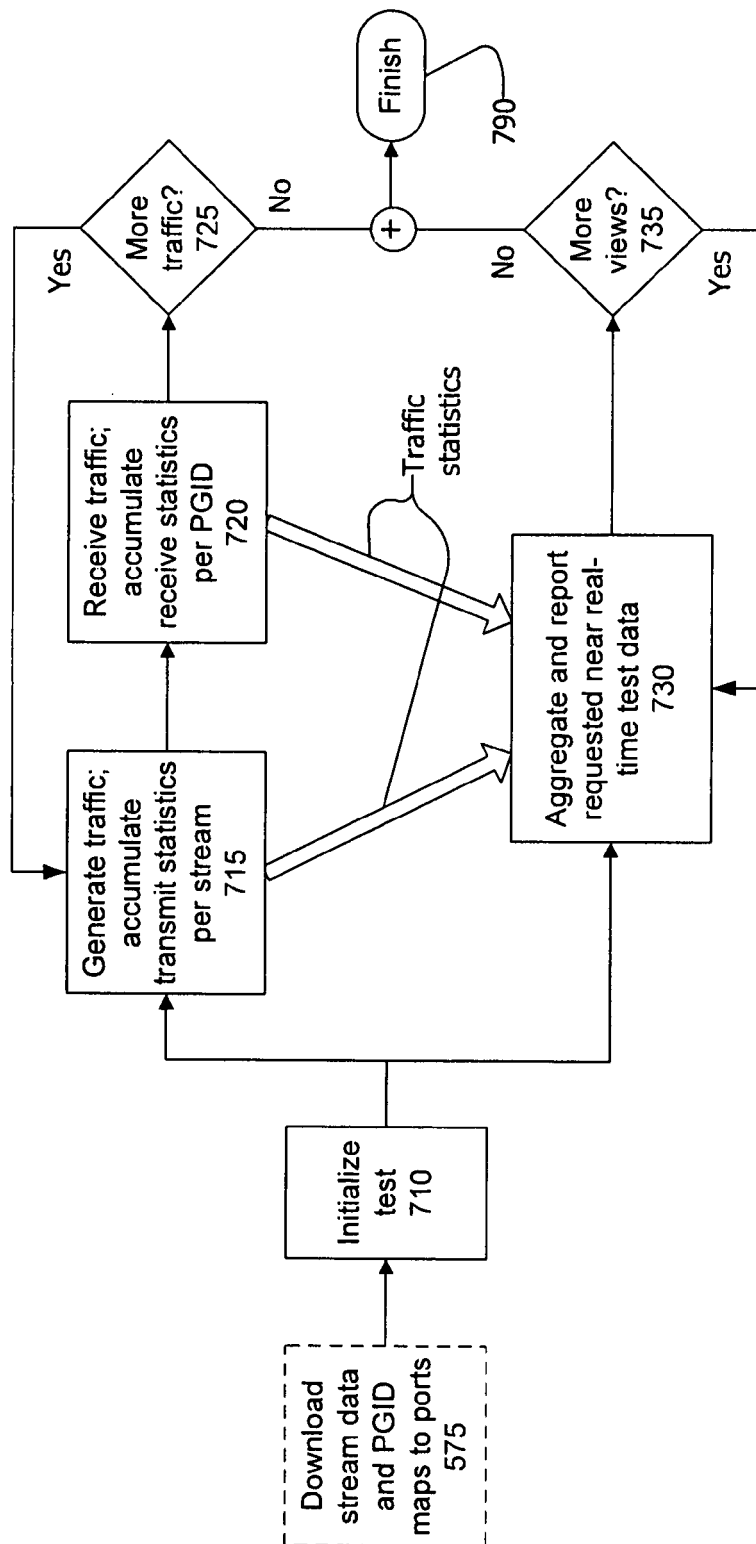 Download
stream data
and PGID
maps to ports
575
Initialize
test
710
Generate traffic;
accumulate
transmit statistics
per stream
715
Receive traffic;
accumulate
receive statistics
per PGID
720
Yes
More
traffic?
725
No
+
Finish
790
Traffic
statistics
Aggregate and report
requested near real-
time test data
730
No
More
views?
735
Yes